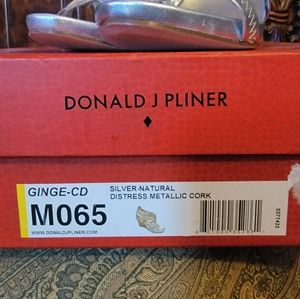 DONALD J PLINER
GINGE-CD
M065
WWW.DONALDJPLINER.COM
SILVER-NATURAL
DISTRESS METALLIC CORK